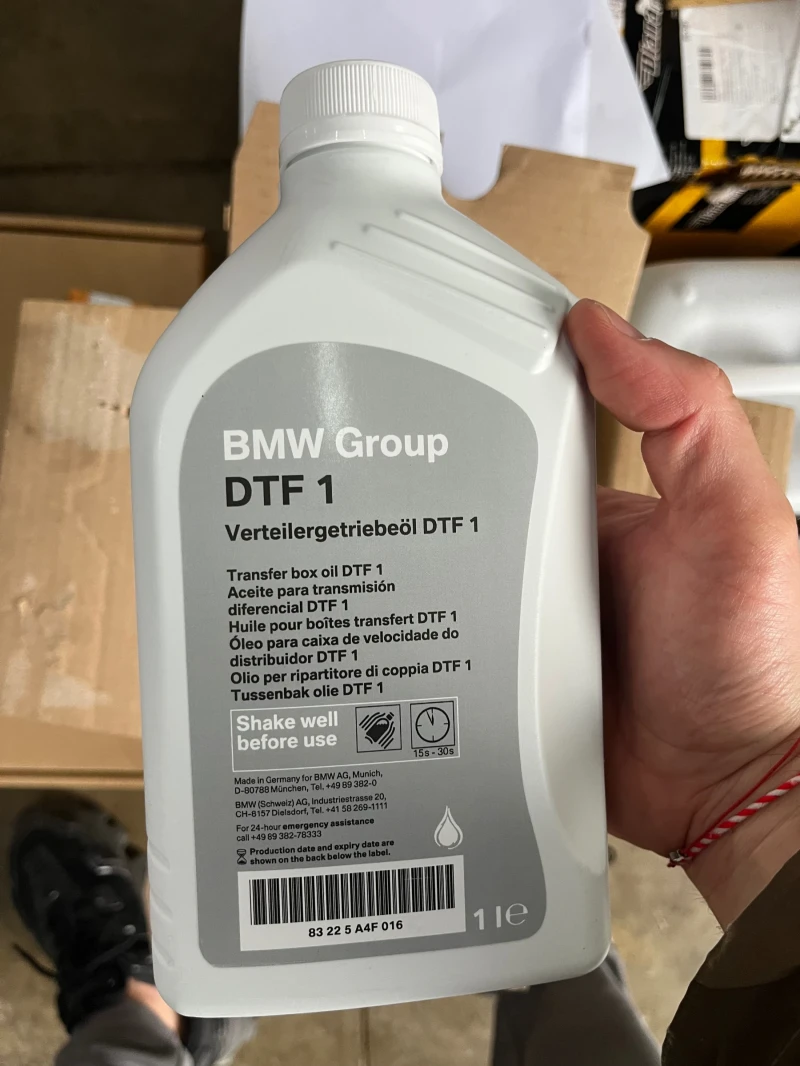 BMW Group
DTF 1
Verteilergetriebeöl DTF 1
Transfer box oil DTF 1
Aceite para transmisión
diferencial DTF 1
Huile pour boîtes transfert DTF 1
Óleo para caixa de velocidade do
distribuidor DTF 1
Olio per ripartitore di coppia DTF 1
Tussenbak olie DTF 1
Shake well
before use
15s - 30s
Made in Germany for BMW AG, Munich,
D-80788 München, Tel. +49 89 382-0
BMW (Schweiz) AG, Industriestrasse 20,
CH-8157 Dielsdorf, Tel. +41 58 269-1111
For 24-hour emergency assistance
call +49 89 382-78333
Production date and expiry date are
shown on the back below the label.
83 22 5 A4F 016
1 l e